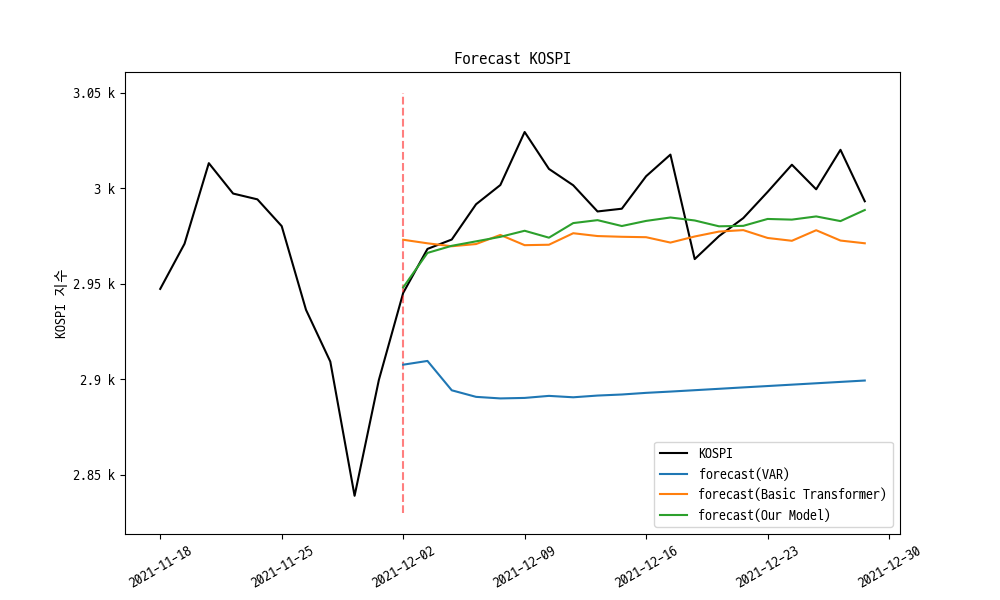 Forecast KOSPI
3.05 k
3 k
2.95 k
2.9 k
2.85 k
KOSPI 지수
2021-11-18
2021-11-25
2021-12-02
2021-12-09
2021-12-16
2021-12-23
2021-12-30
KOSPI
forecast(VAR)
forecast(Basic Transformer)
forecast(Our Model)